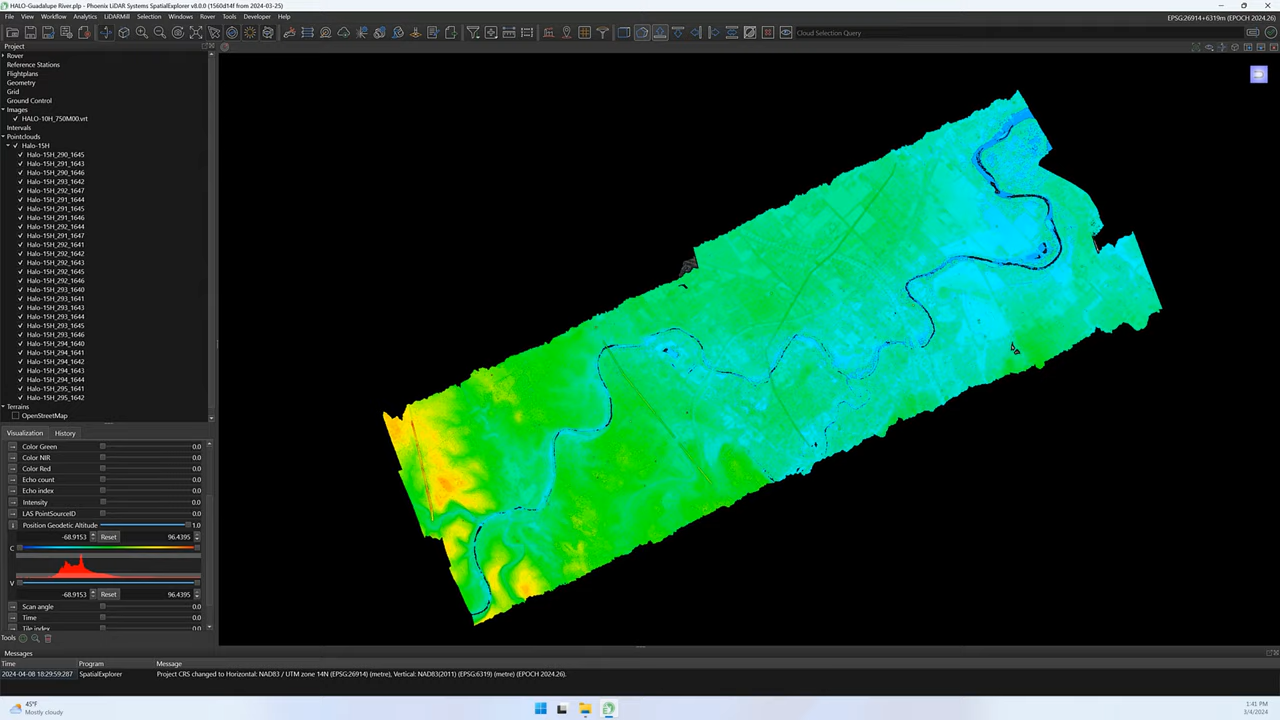 HALO-Guadalupe River.plp - Phoenix LiDAR Systems SpatialExplorer v8.0.0 (1560d14f from 2024-03-25)
File View Workflow Analytics LiDARMill Selection Windows Rover Tools Developer Help
EPSG:26914+6319m (EPOCH 2024.26)
Cloud Selection Query
Project
Rover
Reference Stations
Flightplans
Geometry
Grid
Ground Control
Images
HALO-10H_750M00.vrt
Intervals
Pointclouds
Halo-15H
Halo-15H_290_1645
Halo-15H_291_1643
Halo-15H_290_1646
Halo-15H_293_1642
Halo-15H_292_1647
Halo-15H_291_1644
Halo-15H_291_1645
Halo-15H_291_1646
Halo-15H_292_1644
Halo-15H_291_1647
Halo-15H_292_1641
Halo-15H_292_1642
Halo-15H_292_1643
Halo-15H_292_1645
Halo-15H_292_1646
Halo-15H_293_1640
Halo-15H_293_1641
Halo-15H_293_1644
Halo-15H_293_1643
Halo-15H_293_1645
Halo-15H_293_1646
Halo-15H_294_1640
Halo-15H_294_1641
Halo-15H_294_1642
Halo-15H_294_1643
Halo-15H_294_1644
Halo-15H_295_1641
Halo-15H_295_1642
Terrains
OpenStreetMap
Visualization History
Color Green 0.0
Color NIR 0.0
Color Red 0.0
Echo count 0.0
Echo index 0.0
Intensity 0.0
LAS PointSourceID 0.0
Position Geodetic Altitude 1.0
-68.9153 Reset 96.4395
C
V
-68.9153 Reset 96.4395
Scan angle 0.0
Time 0.0
Tile index 0.0
Tools
Messages
Time Program Message
2024-04-08 18:29:59:287 SpatialExplorer Project CRS changed to Horizontal: NAD83 / UTM zone 14N (EPSG:26914) (metre), Vertical: NAD83(2011) (EPSG:6319) (metre) (EPOCH 2024.26).
45°F
Mostly cloudy
1:41 PM
3/4/2024